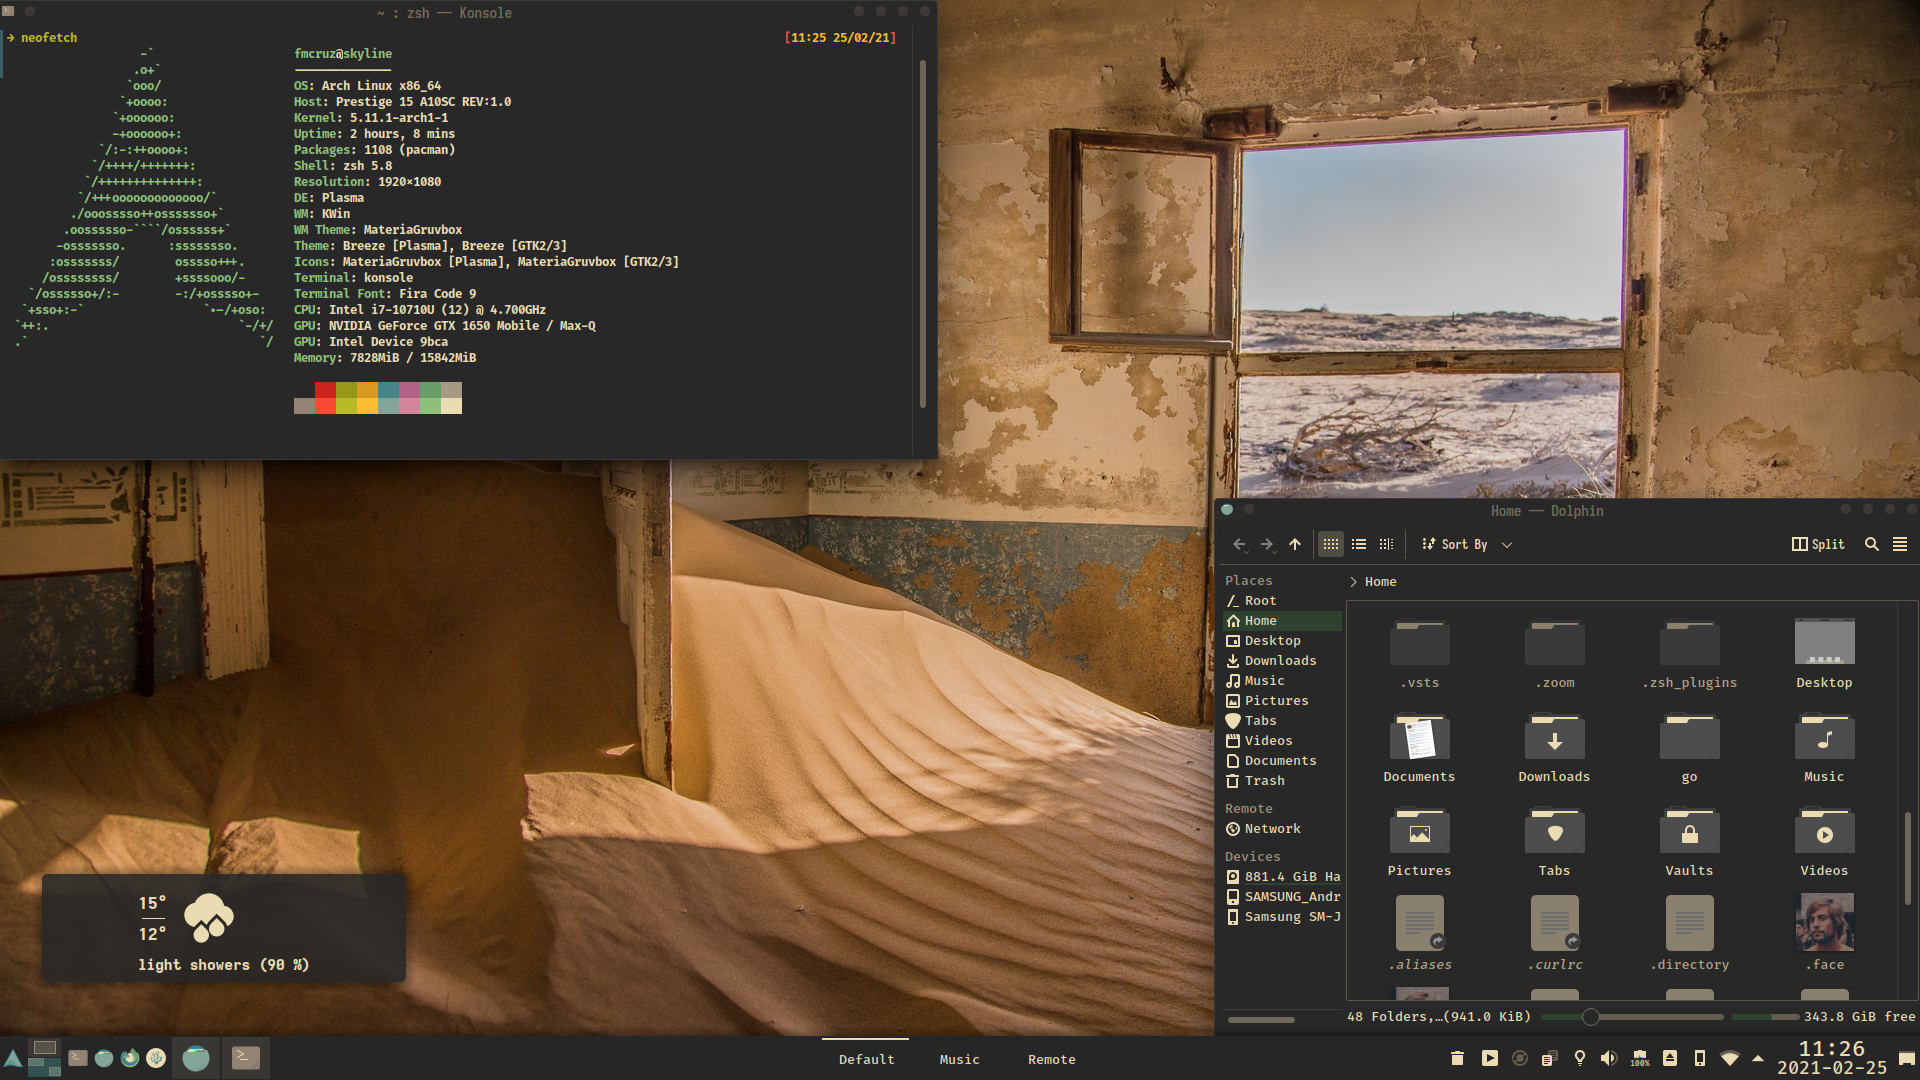 ~ : zsh — Konsole
→ neofetch [11:25 25/02/21]
fmcruz@skyline
OS: Arch Linux x86_64
Host: Prestige 15 A10SC REV:1.0
Kernel: 5.11.1-arch1-1
Uptime: 2 hours, 8 mins
Packages: 1108 (pacman)
Shell: zsh 5.8
Resolution: 1920×1080
DE: Plasma
WM: KWin
WM Theme: MateriaGruvbox
Theme: Breeze [Plasma], Breeze [GTK2/3]
Icons: MateriaGruvbox [Plasma], MateriaGruvbox [GTK2/3]
Terminal: konsole
Terminal Font: Fira Code 9
CPU: Intel i7-10710U (12) @ 4.700GHz
GPU: NVIDIA GeForce GTX 1650 Mobile / Max-Q
GPU: Intel Device 9bca
Memory: 7828MiB / 15842MiB
Home — Dolphin
Sort By
Split
Places
Root
Home
Desktop
Downloads
Music
Pictures
Tabs
Videos
Documents
Trash
Remote
Network
Devices
881.4 GiB Ha
SAMSUNG_Andr
Samsung SM-J
Home
.vsts .zoom .zsh_plugins Desktop
Documents Downloads go Music
Pictures Tabs Vaults Videos
.aliases .curlrc .directory .face
48 Folders,…(941.0 KiB) 343.8 GiB free
15°
12°
light showers (90 %)
Default Music Remote
100%
11:26
2021-02-25